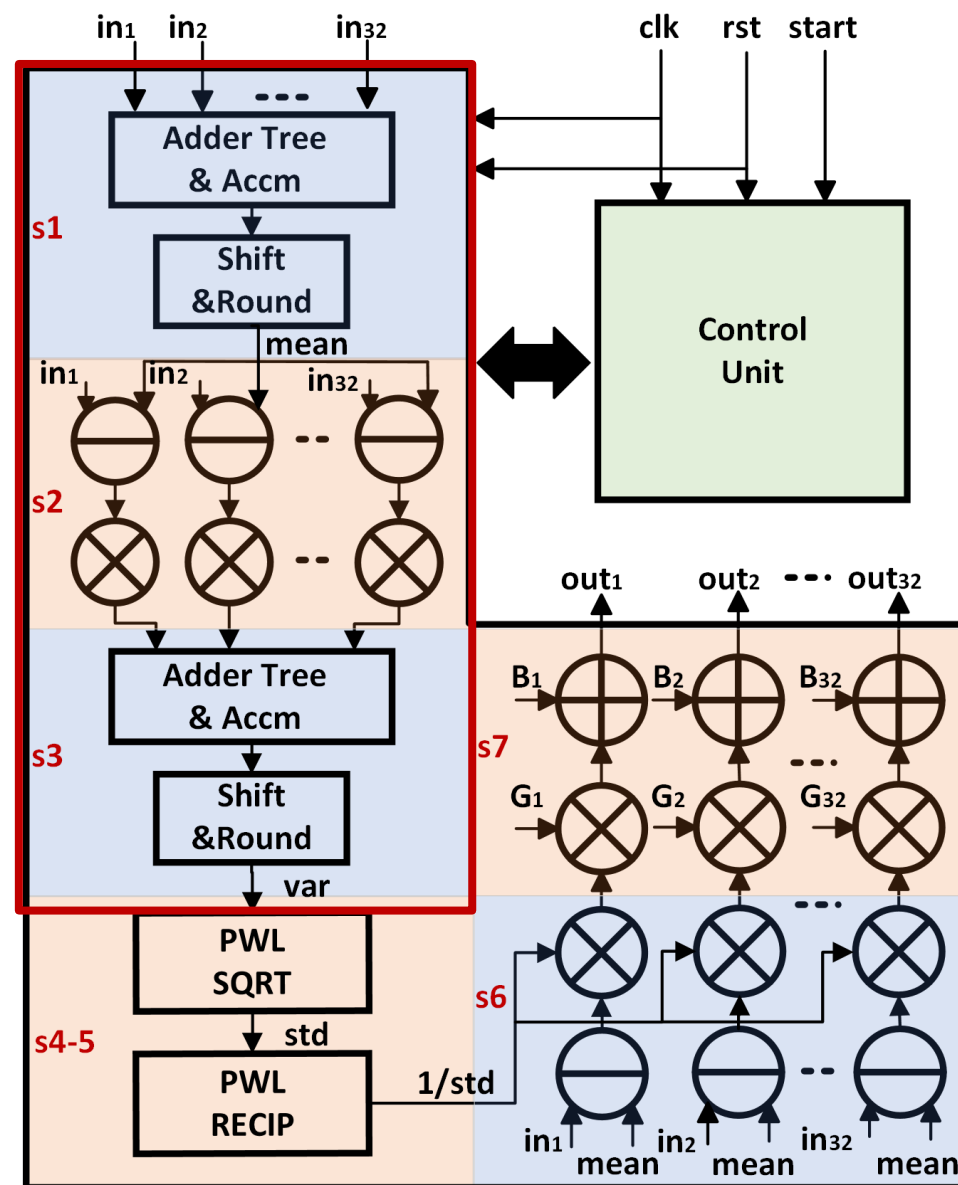 in1 in2 in32 clk rst start
Adder Tree
& Accm
s1
Shift
&Round
mean
Control
Unit
in1 in2 in32
s2
out1 out2 out32
Adder Tree
& Accm
B1 B2 B32
s3
s7
Shift
&Round
G1 G2 G32
var
PWL
SQRT
s6
s4-5
std
PWL
RECIP
1/std
in1 in2 in32
mean mean mean